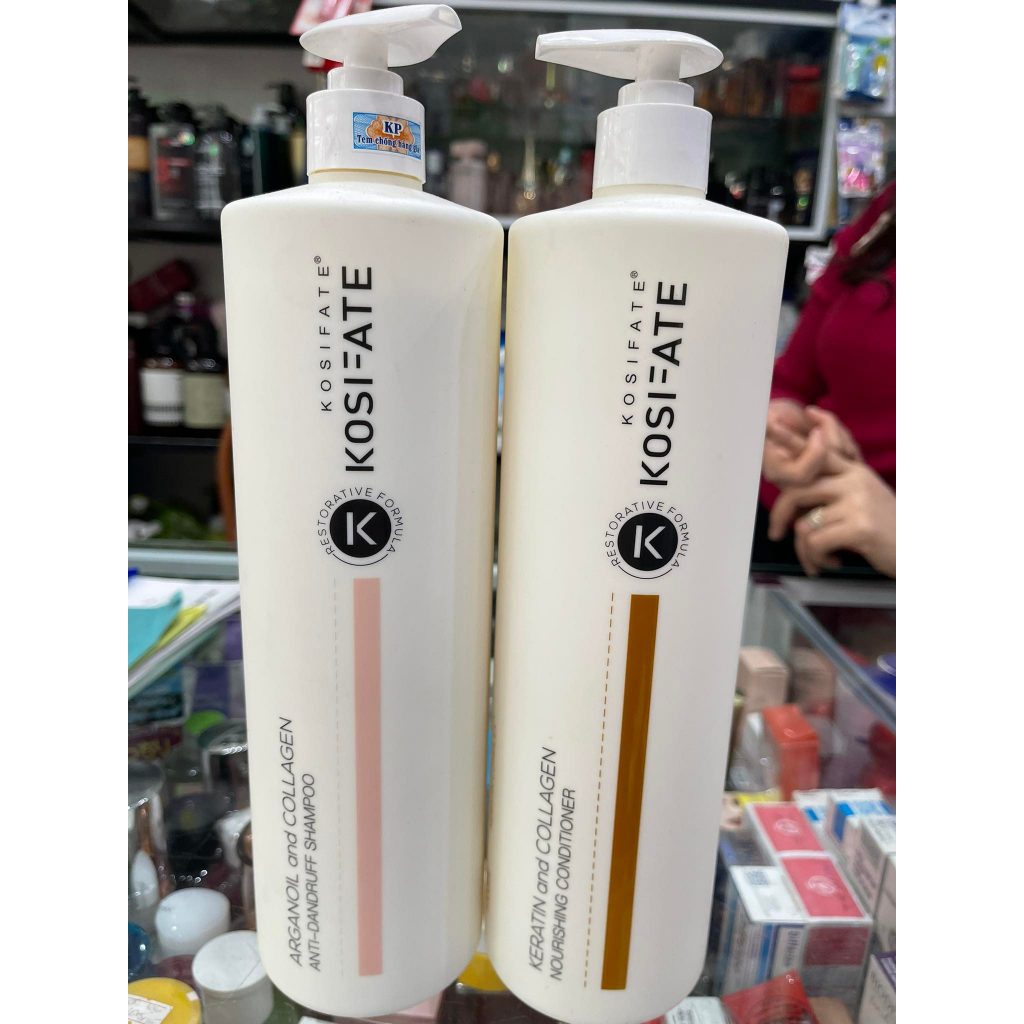 KP
Tem chống hàng giả
KOSIFATE®
KOSIFATE
RESTORATIVE FORMULA
K
ARGANOIL and COLLAGEN
ANTI-DANDRUFF SHAMPOO
KOSIFATE®
KOSIFATE
RESTORATIVE FORMULA
K
KERATIN and COLLAGEN
NOURISHING CONDITIONER